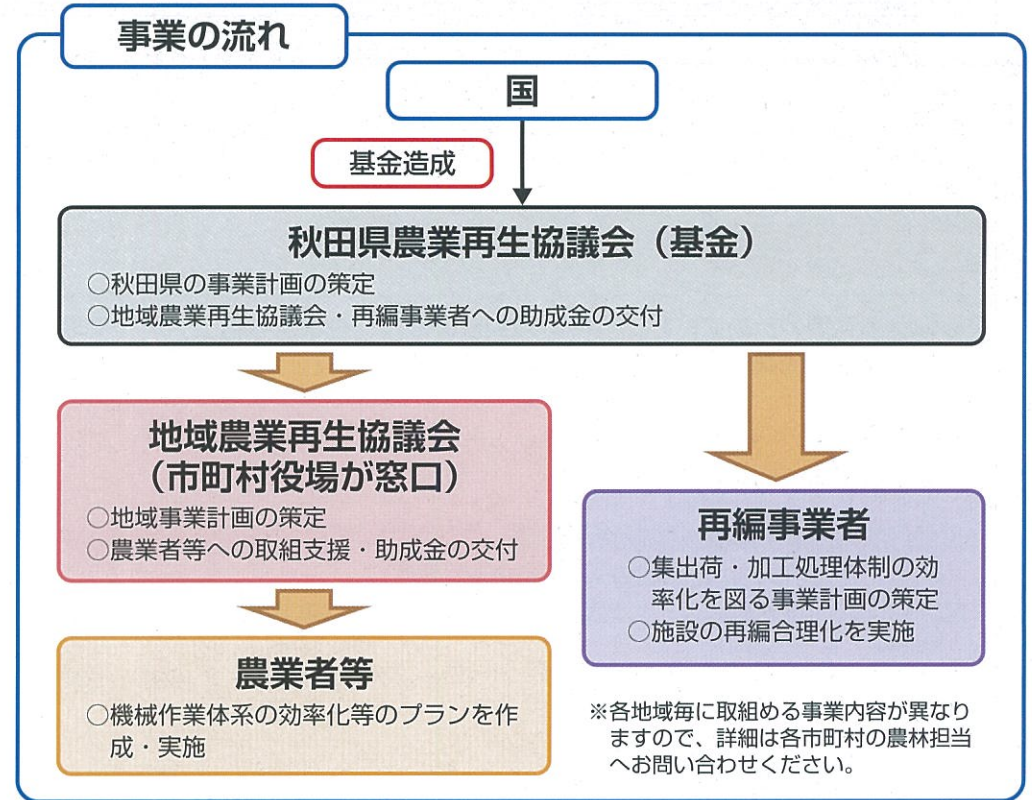 事業の流れ
国
基金造成
秋田県農業再生協議会（基金）
○秋田県の事業計画の策定
○地域農業再生協議会・再編事業者への助成金の交付
地域農業再生協議会
（市町村役場が窓口）
○地域事業計画の策定
○農業者等への取組支援・助成金の交付
農業者等
○機械作業体系の効率化等のプランを作
成・実施
再編事業者
○集出荷・加工処理体制の効
率化を図る事業計画の策定
○施設の再編合理化を実施
※各地域毎に取組める事業内容が異なり
ますので、詳細は各市町村の農林担当
へお問い合わせください。